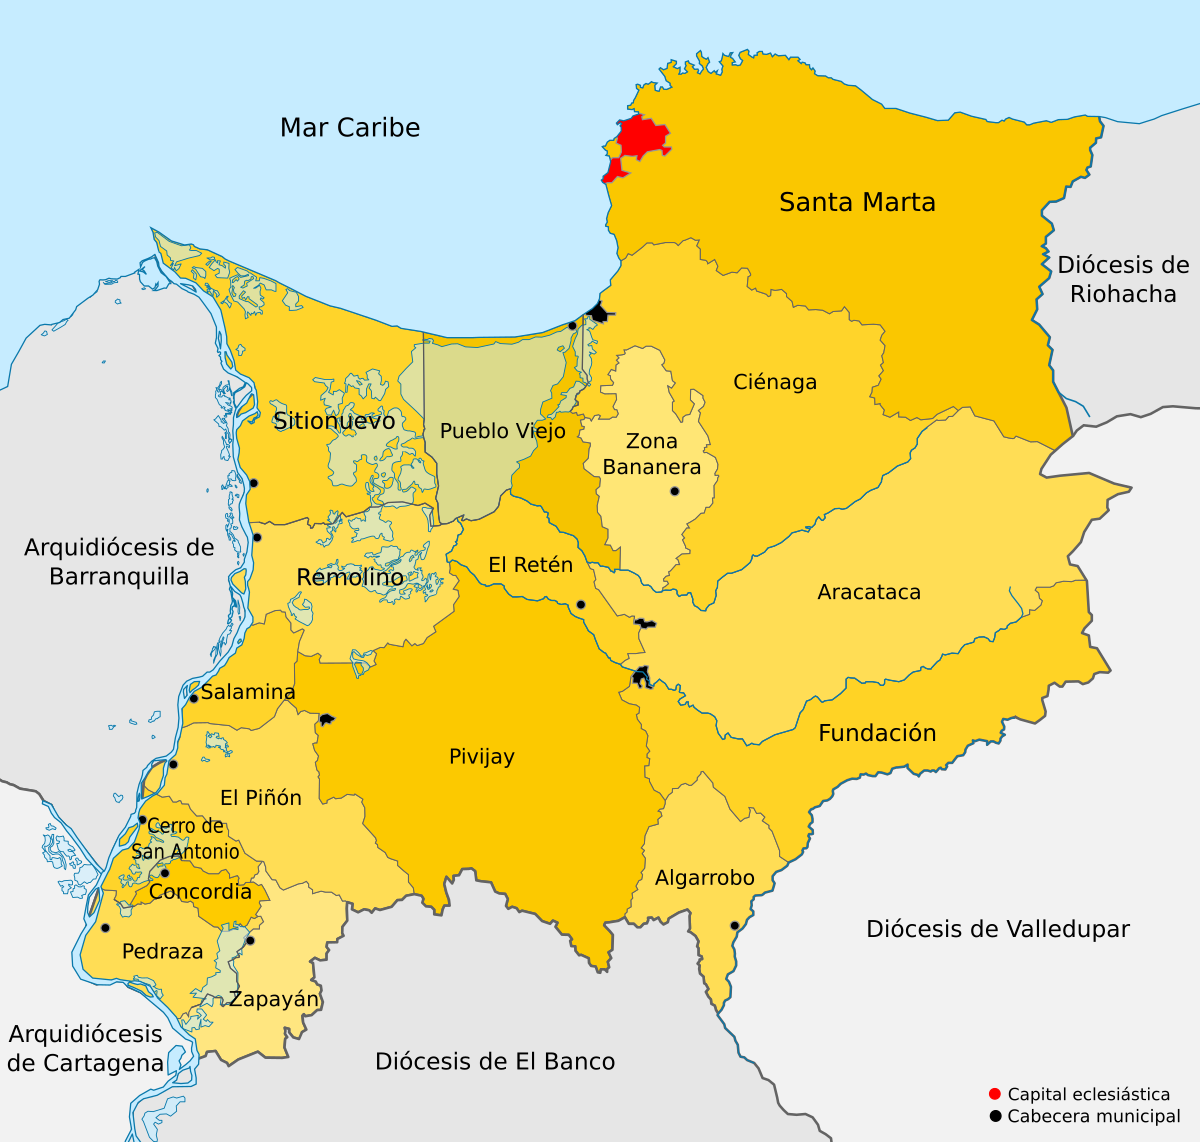 Mar Caribe
Santa Marta
Diócesis de
Riohacha
Ciénaga
Sitionuevo
Pueblo Viejo
Zona
Bananera
Arquidiócesis de
Barranquilla
El Retén
Remolino
Aracataca
Salamina
Fundación
Pivijay
El Piñón
Cerro de
San Antonio
Concordia
Algarrobo
Diócesis de Valledupar
Pedraza
Zapayán
Arquidiócesis
de Cartagena
Diócesis de El Banco
Capital eclesiástica
Cabecera municipal